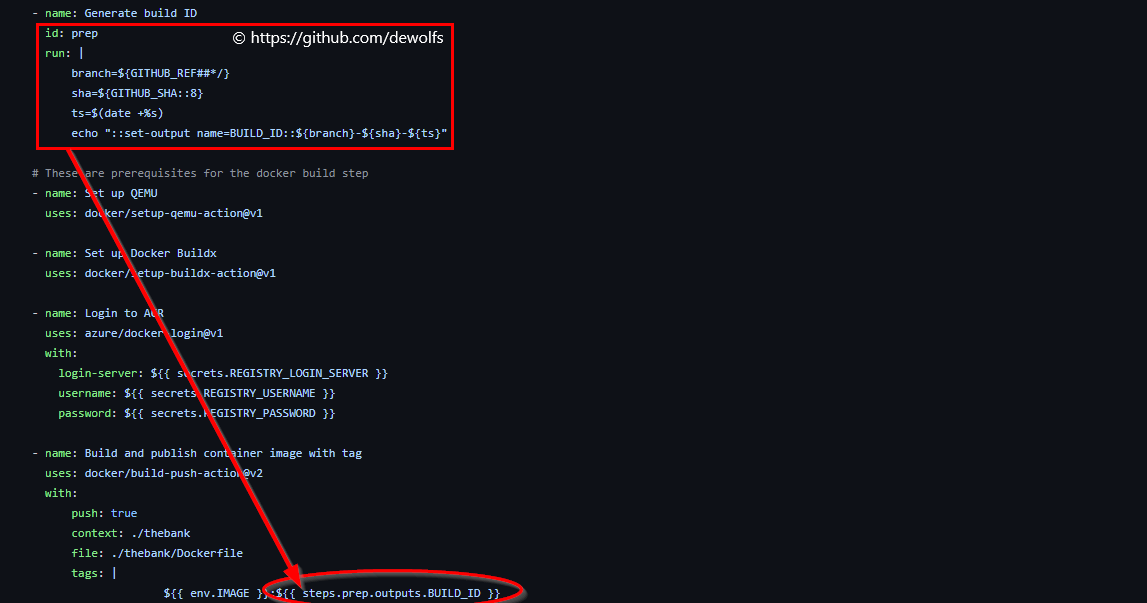 - name: Generate build ID
id: prep
© https://github.com/dewolfs
run: |
branch=${GITHUB_REF##*/}
sha=${GITHUB_SHA::8}
ts=$(date +%s)
echo "::set-output name=BUILD_ID::${branch}-${sha}-${ts}"
# These are prerequisites for the docker build step
- name: Set up QEMU
uses: docker/setup-qemu-action@v1
- name: Set up Docker Buildx
uses: docker/setup-buildx-action@v1
- name: Login to ACR
uses: azure/docker-login@v1
with:
login-server: ${{ secrets.REGISTRY_LOGIN_SERVER }}
username: ${{ secrets.REGISTRY_USERNAME }}
password: ${{ secrets.REGISTRY_PASSWORD }}
- name: Build and publish container image with tag
uses: docker/build-push-action@v2
with:
push: true
context: ./thebank
file: ./thebank/Dockerfile
tags: |
${{ env.IMAGE }}:${{ steps.prep.outputs.BUILD_ID }}